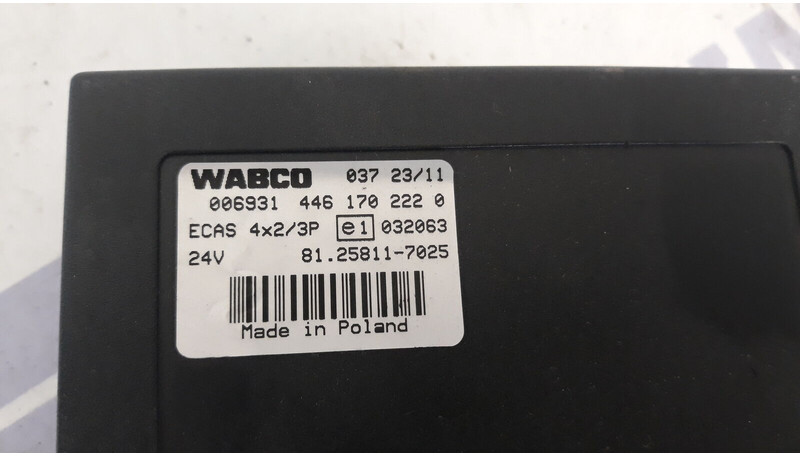 WABCO 037 23/11
006931 446 170 222 0
ECAS 4x2/3P e1 032063
24V 81.25811-7025
Made in Poland